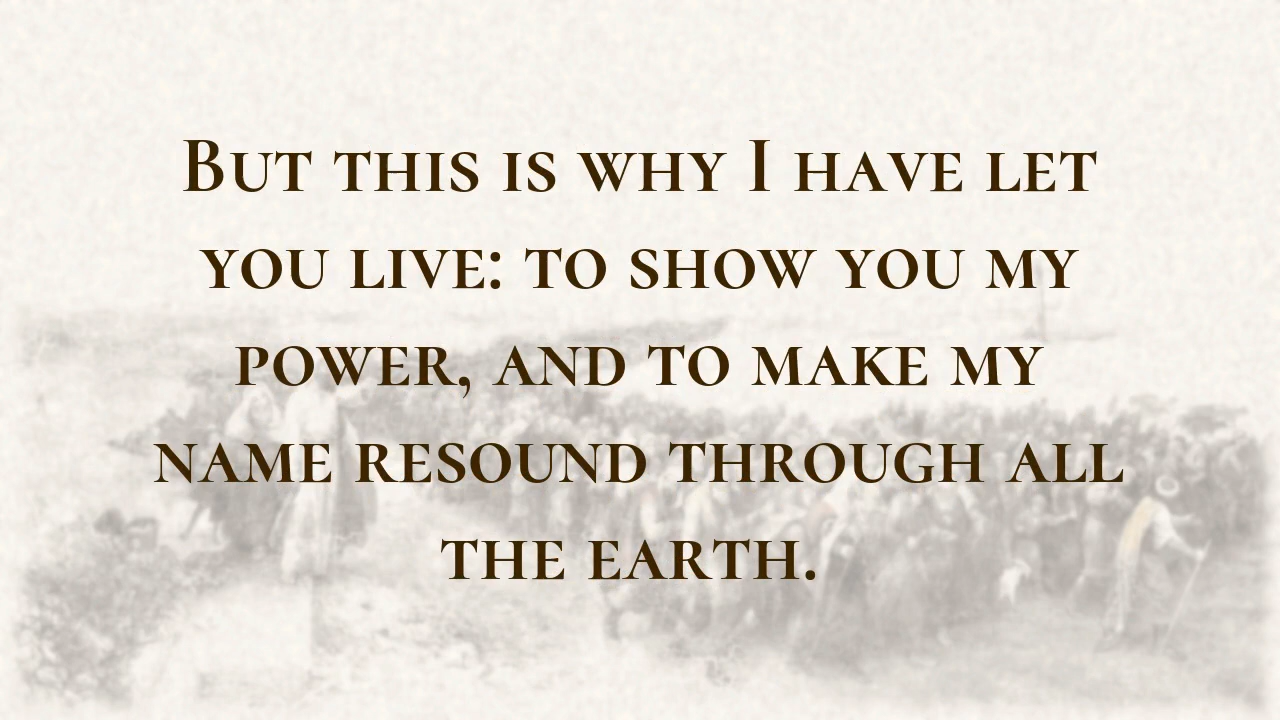 But this is why I have let
you live: to show you my
power, and to make my
name resound through all
the earth.